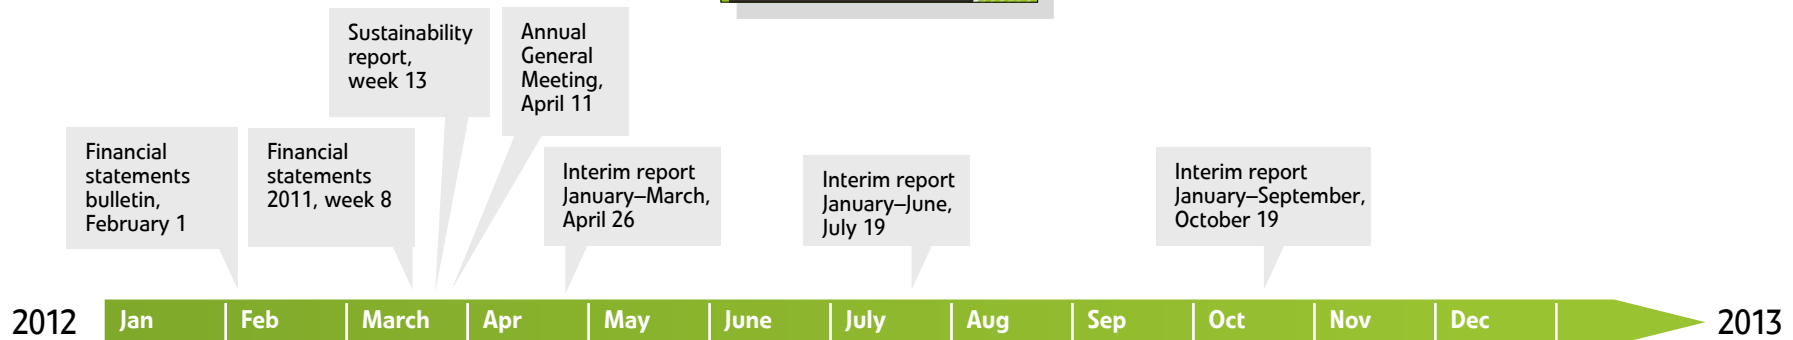 Sustainability
report,
week 13
Annual
General
Meeting,
April 11
Financial
statements
bulletin,
February 1
Financial
statements
2011, week 8
Interim report
January–March,
April 26
Interim report
January–June,
July 19
Interim report
January–September,
October 19
2012 Jan Feb March Apr May June July Aug Sep Oct Nov Dec 2013